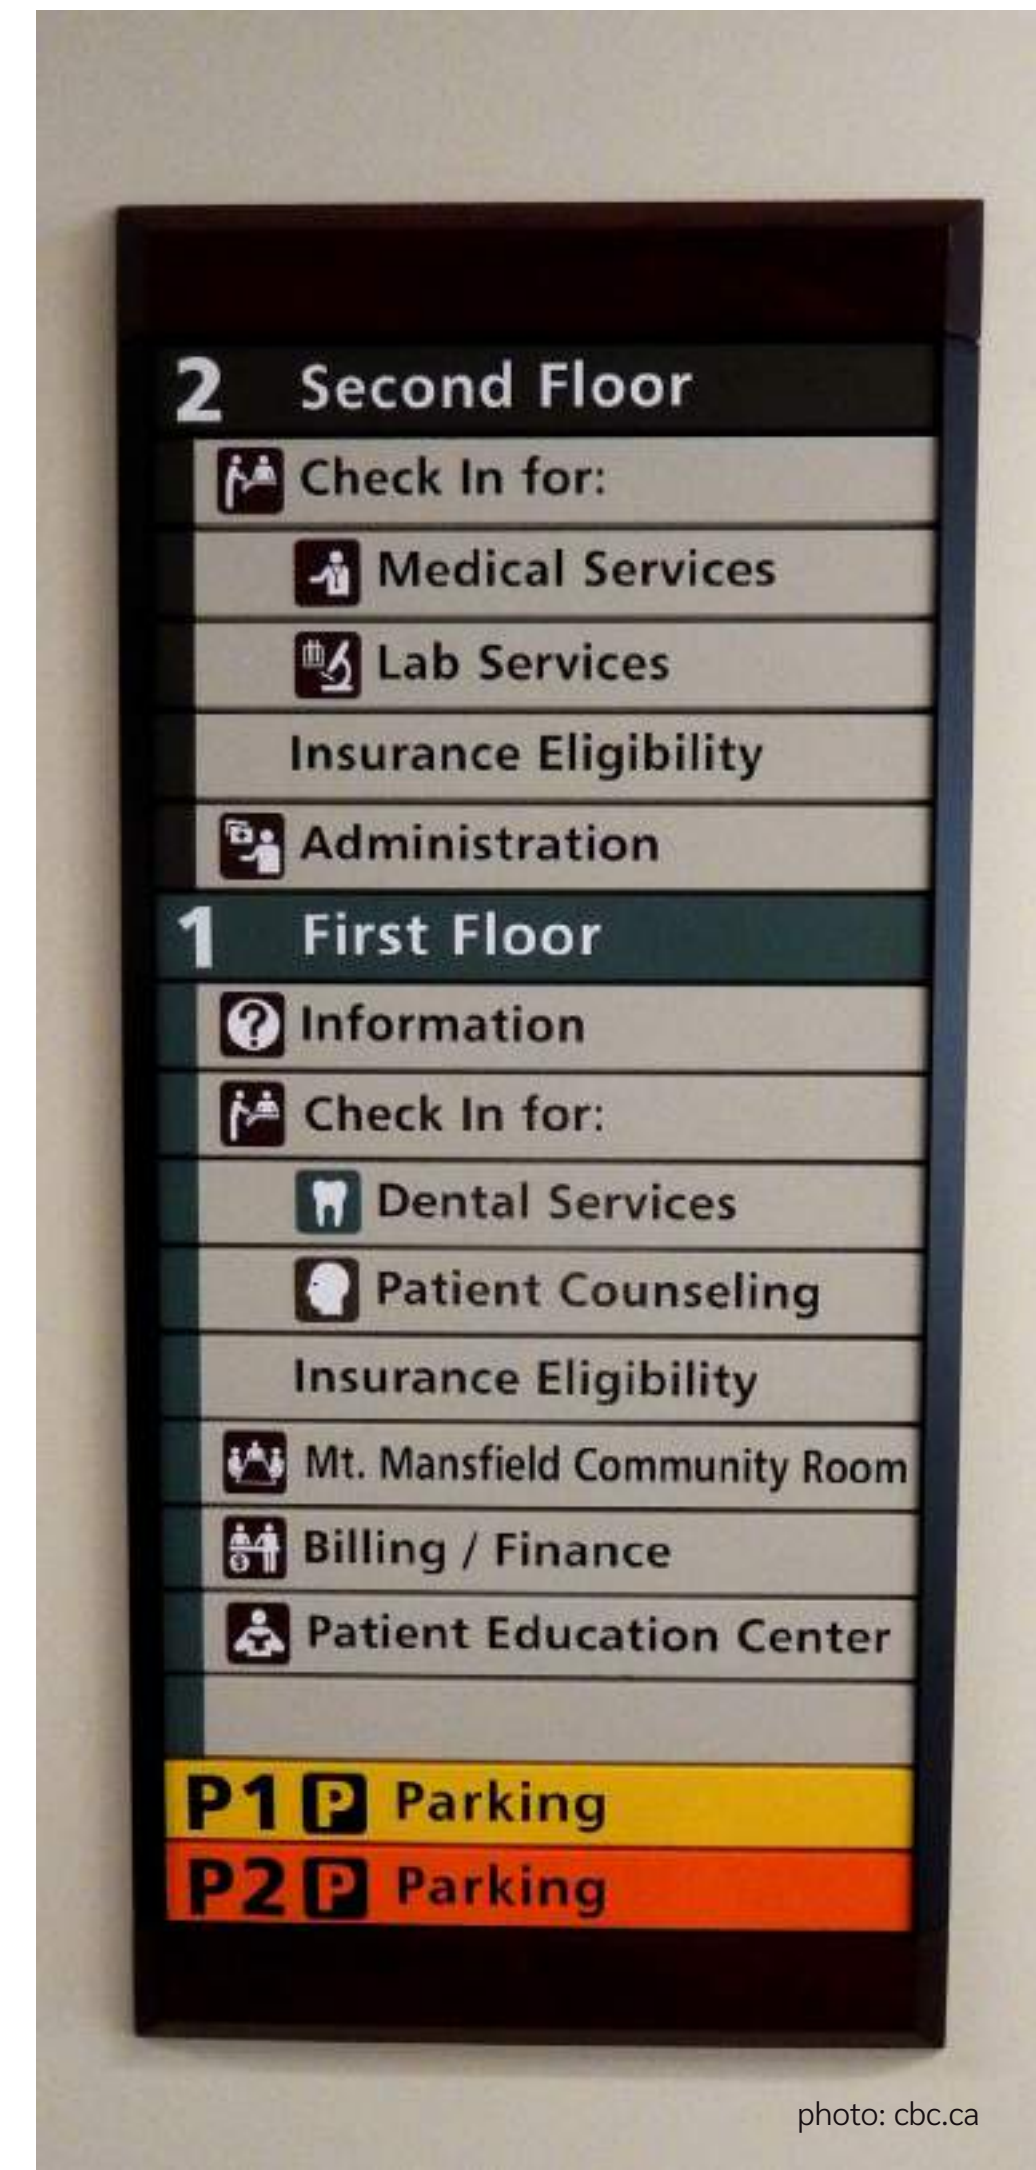 2 Second Floor
Check In for:
Medical Services
Lab Services
Insurance Eligibility
Administration
1 First Floor
Information
Check In for:
Dental Services
Patient Counseling
Insurance Eligibility
Mt. Mansfield Community Room
Billing / Finance
Patient Education Center
P1 P Parking
P2 P Parking
photo: cbc.ca